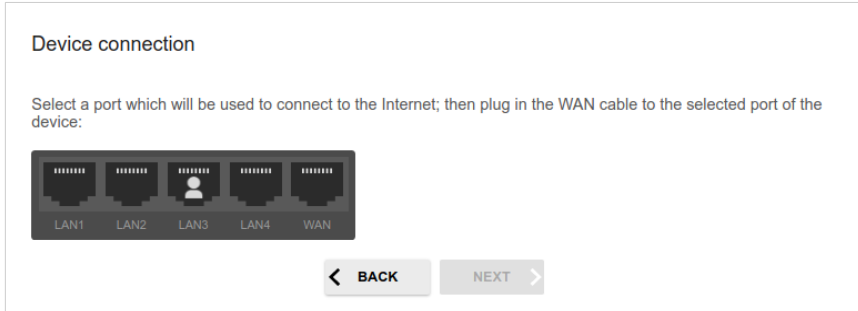 Device connection
Select a port which will be used to connect to the Internet; then plug in the WAN cable to the selected port of the
device:
LAN1 LAN2 LAN3 LAN4 WAN
BACK NEXT